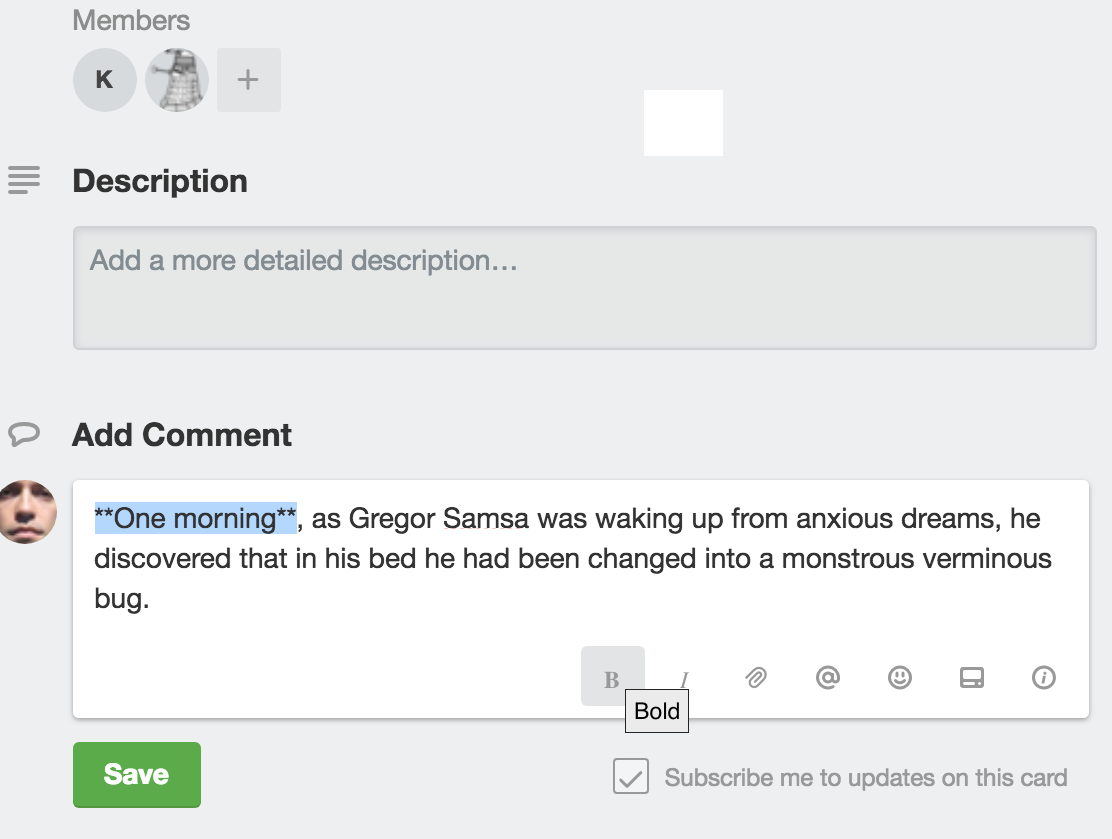 Members
K
Description
Add a more detailed description…
Add Comment
**One morning**, as Gregor Samsa was waking up from anxious dreams, he
discovered that in his bed he had been changed into a monstrous verminous
bug.
B I @
Bold
Save
Subscribe me to updates on this card